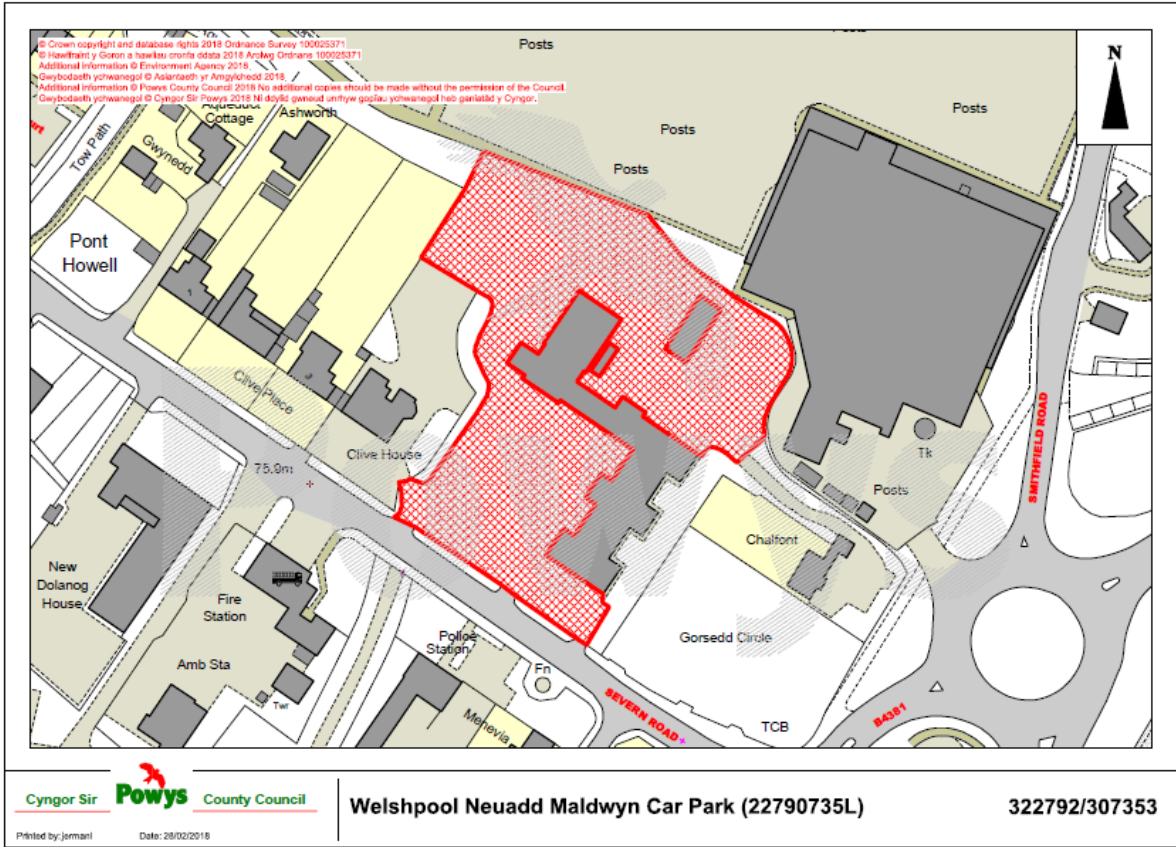 © Crown copyright and database rights 2018 Ordnance Survey 100025371
© Hawlfraint y Goron a hawliau cronfa ddata 2018 Arolwg Ordnans 100025371
Additional information © Environment Agency 2018.
Gwybodaeth ychwanegol © Asiantaeth yr Amgylchedd 2018.
Additional information © Powys County Council 2018 No additional copies should be made without the permission of the Council.
Gwybodaeth ychwanegol © Cyngor Sir Powys 2018 Ni ddylid gwneud unrhyw gopïau ychwanegol heb ganiatâd y Cyngor.
N
Posts
Posts
Posts
Posts
Aqueduct
Cottage
Ashworth
Tow Path
Gwynedd
Pont
Howell
Clive Place
Clive House
75.9m
SMITHFIELD ROAD
Tk
Posts
Chalfont
New
Dolanog
House
Fire
Station
Amb Sta
Twr
Police
Station
Fn
Menevia
Gorsedd Circle
SEVERN ROAD
TCB
B4381
Powys
Cyngor Sir Powys County Council
Printed by: jermanl Date: 28/02/2018
Welshpool Neuadd Maldwyn Car Park (22790735L)
322792/307353